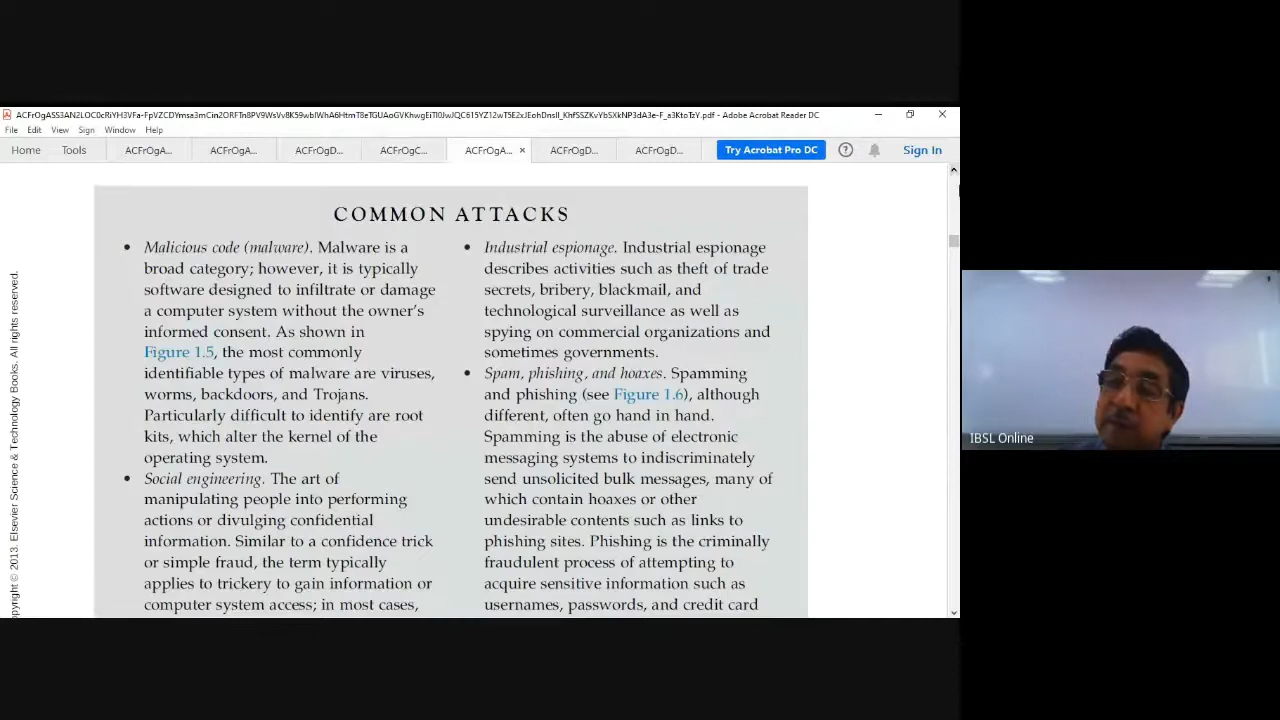 ACFrOgASS3AN2LOC0cRiYH3VFa-FpVZCDYmsa3mCin2ORFTn8PV9WsVv8K59wbIWhA6HtmT8eTGUAoGVKhwgEiTI0JwJQC615YZ12wT5E2xJEohDnsII_KhfSSZKvYbSXkNP3dA3e-F_a3KtoTzY.pdf - Adobe Acrobat Reader DC
File Edit View Sign Window Help
Home Tools ACFrOgA... ACFrOgA... ACFrOgD... ACFrOgC... ACFrOgA... × ACFrOgD... ACFrOgD... Try Acrobat Pro DC Sign In
COMMON ATTACKS
• Malicious code (malware). Malware is a
broad category; however, it is typically
software designed to infiltrate or damage
a computer system without the owner's
informed consent. As shown in
Figure 1.5, the most commonly
identifiable types of malware are viruses,
worms, backdoors, and Trojans.
Particularly difficult to identify are root
kits, which alter the kernel of the
operating system.
• Social engineering. The art of
manipulating people into performing
actions or divulging confidential
information. Similar to a confidence trick
or simple fraud, the term typically
applies to trickery to gain information or
computer system access; in most cases,
• Industrial espionage. Industrial espionage
describes activities such as theft of trade
secrets, bribery, blackmail, and
technological surveillance as well as
spying on commercial organizations and
sometimes governments.
• Spam, phishing, and hoaxes. Spamming
and phishing (see Figure 1.6), although
different, often go hand in hand.
Spamming is the abuse of electronic
messaging systems to indiscriminately
send unsolicited bulk messages, many of
which contain hoaxes or other
undesirable contents such as links to
phishing sites. Phishing is the criminally
fraudulent process of attempting to
acquire sensitive information such as
usernames, passwords, and credit card
opyright © 2013. Elsevier Science & Technology Books. All rights reserved.
IBSL Online